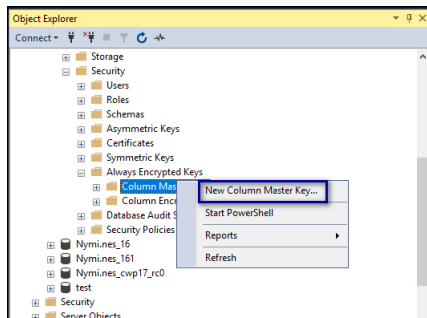 Object Explorer
Connect
Storage
Security
Users
Roles
Schemas
Asymmetric Keys
Certificates
Symmetric Keys
Always Encrypted Keys
Column Mas
New Column Master Key...
Column Encr
Start PowerShell
Database Audit S
Security Policies
Reports
Nymi.nes_16
Nymi.nes_161
Refresh
Nymi.nes_cwp17_rc0
test
Security
Server Objects